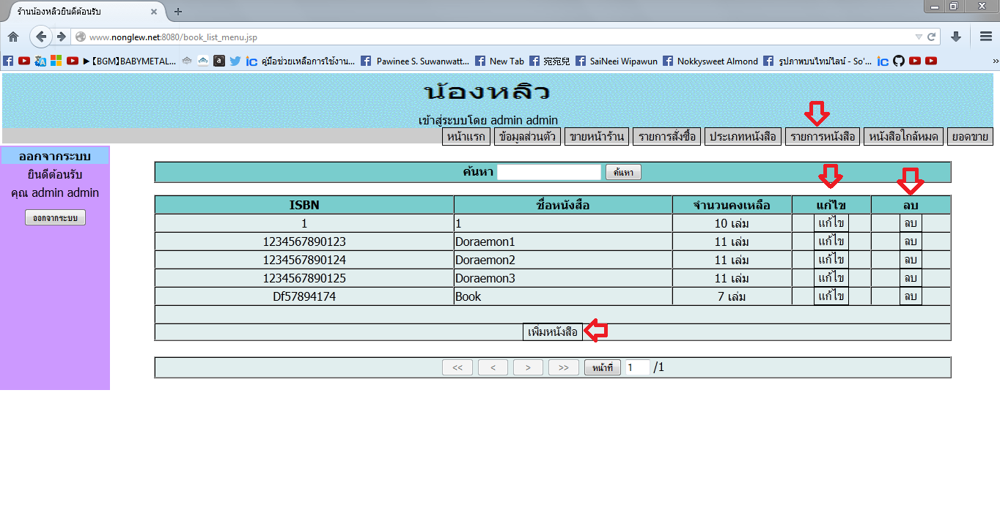 ร้านน้องหลิวยินดีต้อนรับ
www.nonglew.net:8080/book_list_menu.jsp
【BGM】BABYMETAL... a ic คู่มือช่วยเหลือการใช้งาน... Pawinee S. Suwanwatt... New Tab 宛宛兒 SaiNeei Wipawun Nokkysweet Almond รูปภาพบนไทม์ไลน์ - So'... ic
น้องหลิว
เข้าสู่ระบบโดย admin admin
หน้าแรก ข้อมูลส่วนตัว ขายหน้าร้าน รายการสั่งซื้อ ประเภทหนังสือ รายการหนังสือ หนังสือใกล้หมด ยอดขาย
ออกจากระบบ
ยินดีต้อนรับ
คุณ admin admin
ออกจากระบบ
ค้นหา ค้นหา
ISBN ชื่อหนังสือ จำนวนคงเหลือ แก้ไข ลบ
1 1 10 เล่ม แก้ไข ลบ
1234567890123 Doraemon1 11 เล่ม แก้ไข ลบ
1234567890124 Doraemon2 11 เล่ม แก้ไข ลบ
1234567890125 Doraemon3 11 เล่ม แก้ไข ลบ
Df57894174 Book 7 เล่ม แก้ไข ลบ
เพิ่มหนังสือ
<< < > >> หน้าที่ 1 /1